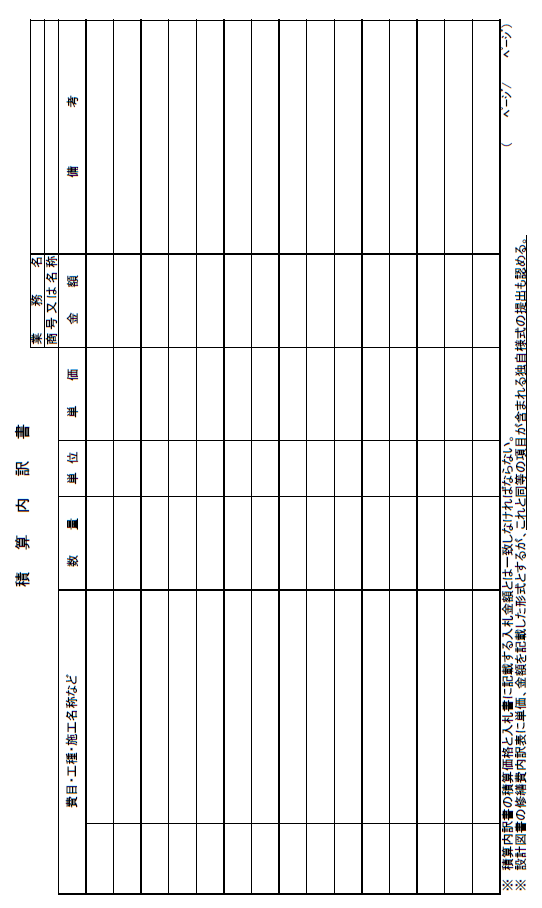 積算内訳書
業務名
商号又は名称
費目・工種・施工名称など 数量 単位 単価 金額 備考
※ 積算内訳書の積算価格と入札書に記載する入札金額とは一致しなければならない。
※ 設計図書の修繕費内訳表に単価、金額を記載した形式とするが、これと同等の項目が含まれる独自様式の提出も認める。
( ページ/ ページ)